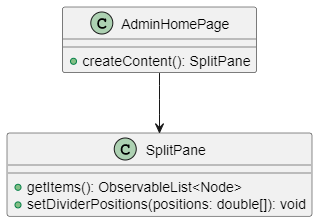 C AdminHomePage
createContent(): SplitPane
C SplitPane
getItems(): ObservableList<Node>
setDividerPositions(positions: double[]): void